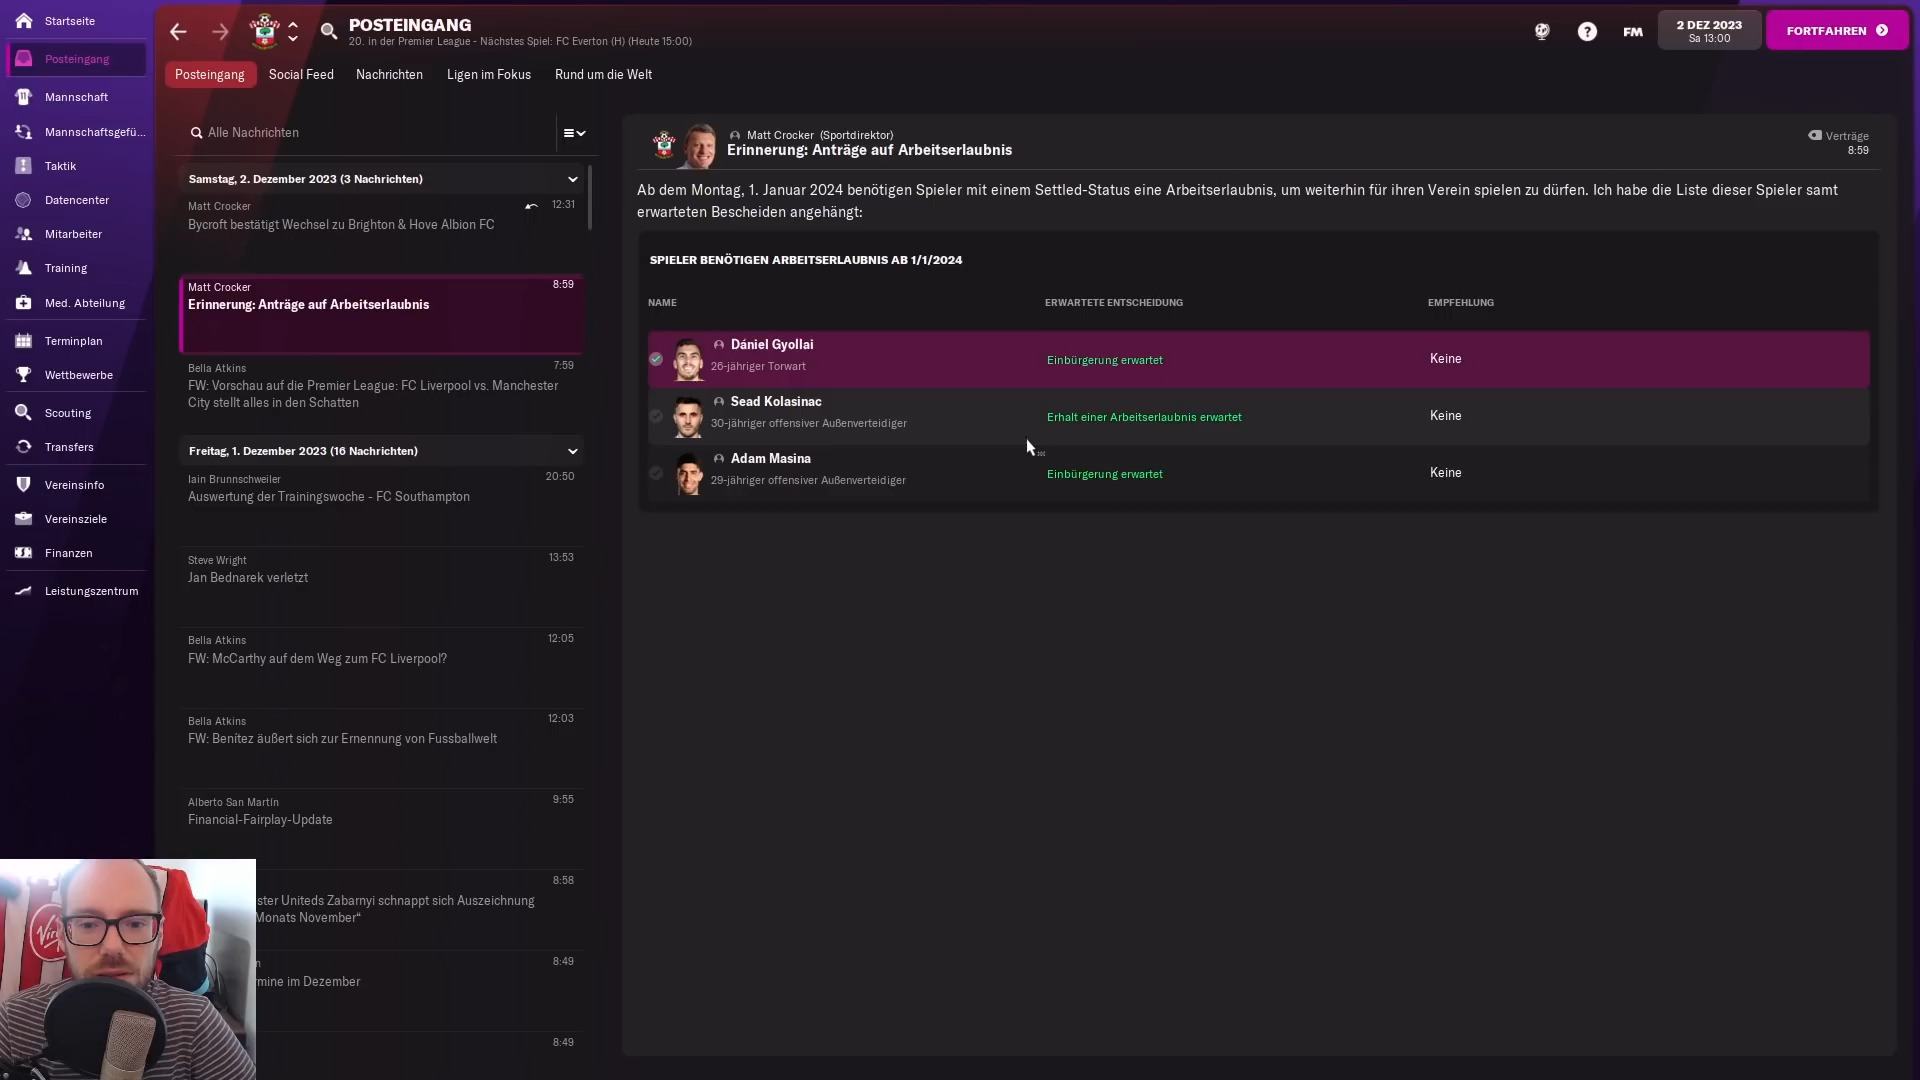 Startseite
Posteingang
Mannschaft
Mannschaftsgefü...
Taktik
Datencenter
Mitarbeiter
Training
Med. Abteilung
Terminplan
Wettbewerbe
Scouting
Transfers
Vereinsinfo
Vereinsziele
Finanzen
Leistungszentrum
POSTEINGANG
20. in der Premier League - Nächstes Spiel: FC Everton (H) (Heute 15:00)
FM
2 DEZ 2023
Sa 13:00
FORTFAHREN
Posteingang
Social Feed
Nachrichten
Ligen im Fokus
Rund um die Welt
Alle Nachrichten
Samstag, 2. Dezember 2023 (3 Nachrichten)
Matt Crocker
12:31
Bycroft bestätigt Wechsel zu Brighton & Hove Albion FC
Matt Crocker
8:59
Erinnerung: Anträge auf Arbeitserlaubnis
Bella Atkins
7:59
FW: Vorschau auf die Premier League: FC Liverpool vs. Manchester
City stellt alles in den Schatten
Freitag, 1. Dezember 2023 (16 Nachrichten)
Iain Brunnschweiler
20:50
Auswertung der Trainingswoche - FC Southampton
Steve Wright
13:53
Jan Bednarek verletzt
Bella Atkins
12:05
FW: McCarthy auf dem Weg zum FC Liverpool?
Bella Atkins
12:03
FW: Benítez äußert sich zur Ernennung von Fussballwelt
Alberto San Martín
9:55
Financial-Fairplay-Update
8:58
ster Uniteds Zabarnyi schnappt sich Auszeichnung
Monats November“
n
8:49
mine im Dezember
8:49
Matt Crocker (Sportdirektor)
Erinnerung: Anträge auf Arbeitserlaubnis
Verträge
8:59
Ab dem Montag, 1. Januar 2024 benötigen Spieler mit einem Settled-Status eine Arbeitserlaubnis, um weiterhin für ihren Verein spielen zu dürfen. Ich habe die Liste dieser Spieler samt
erwarteten Bescheiden angehängt:
SPIELER BENÖTIGEN ARBEITSERLAUBNIS AB 1/1/2024
NAME
ERWARTETE ENTSCHEIDUNG
EMPFEHLUNG
Dániel Gyollai
26-jähriger Torwart
Einbürgerung erwartet
Keine
Sead Kolasinac
30-jähriger offensiver Außenverteidiger
Erhalt einer Arbeitserlaubnis erwartet
Keine
Adam Masina
29-jähriger offensiver Außenverteidiger
Einbürgerung erwartet
Keine